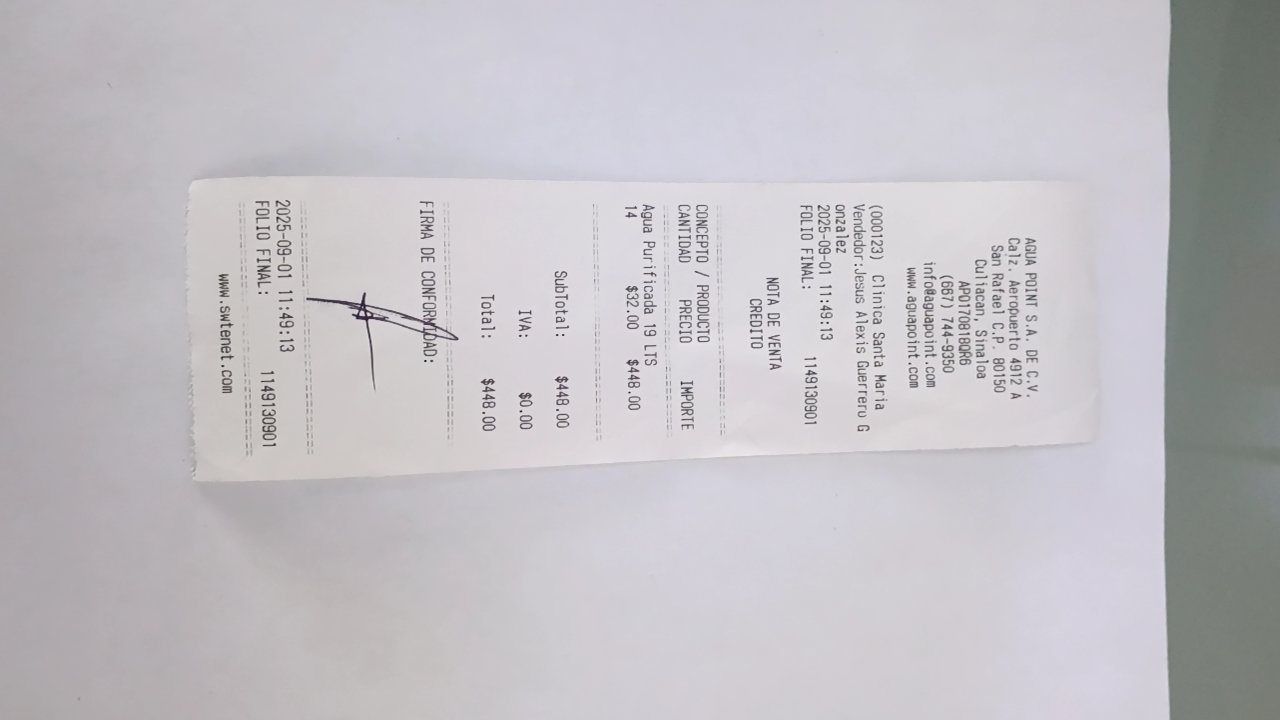 AGUA POINT S.A. DE C.V.
Calz. Aeropuerto 4912 A
San Rafael C.P. 80150
Culiacan, Sinaloa
APO170818QR6
(667) 744-9350
info@aguapoint.com
www.aguapoint.com
(000123) Clinica Santa Maria
Vendedor:Jesus Alexis Guerrero G
onzalez
2025-09-01 11:49:13
FOLIO FINAL: 1149130901
NOTA DE VENTA
CREDITO
CONCEPTO / PRODUCTO
CANTIDAD PRECIO IMPORTE
Agua Purificada 19 LTS
14 $32.00 $448.00
SubTotal: $448.00
IVA: $0.00
Total: $448.00
FIRMA DE CONFORMIDAD:
2025-09-01 11:49:13
FOLIO FINAL: 1149130901
www.swtenet.com